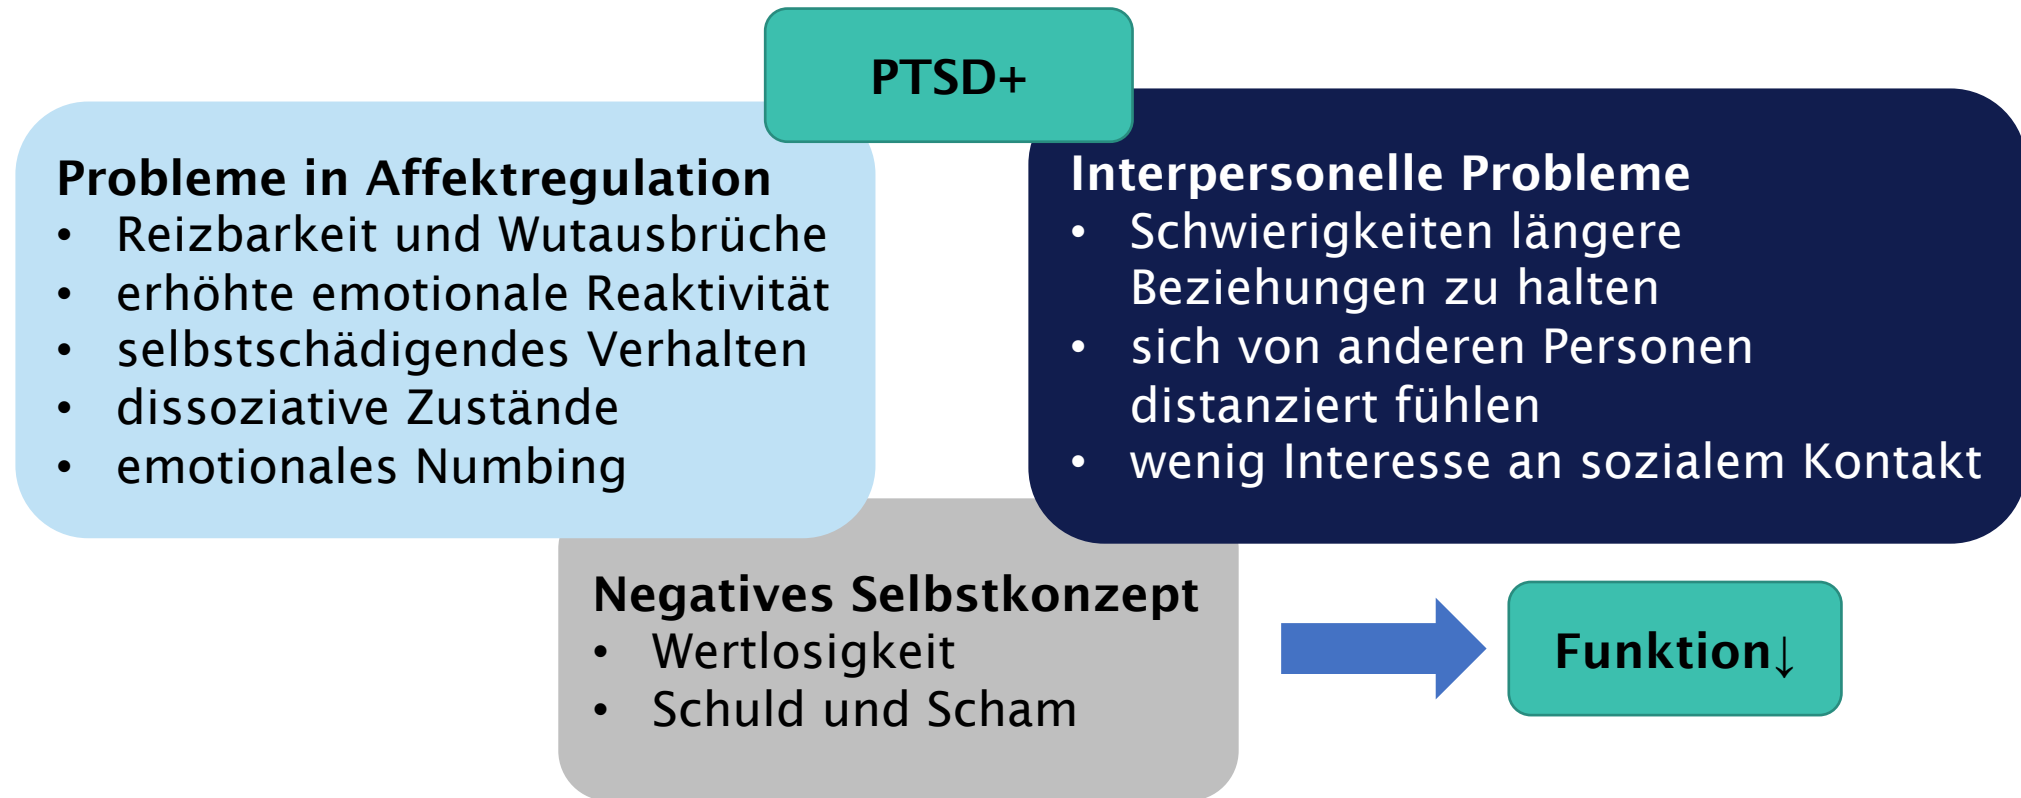 PTSD+
Probleme in Affektregulation
• Reizbarkeit und Wutausbrüche
• erhöhte emotionale Reaktivität
• selbstschädigendes Verhalten
• dissoziative Zustände
• emotionales Numbing
Interpersonelle Probleme
• Schwierigkeiten längere
Beziehungen zu halten
• sich von anderen Personen
distanziert fühlen
• wenig Interesse an sozialem Kontakt
Negatives Selbstkonzept
• Wertlosigkeit
• Schuld und Scham
Funktion↓